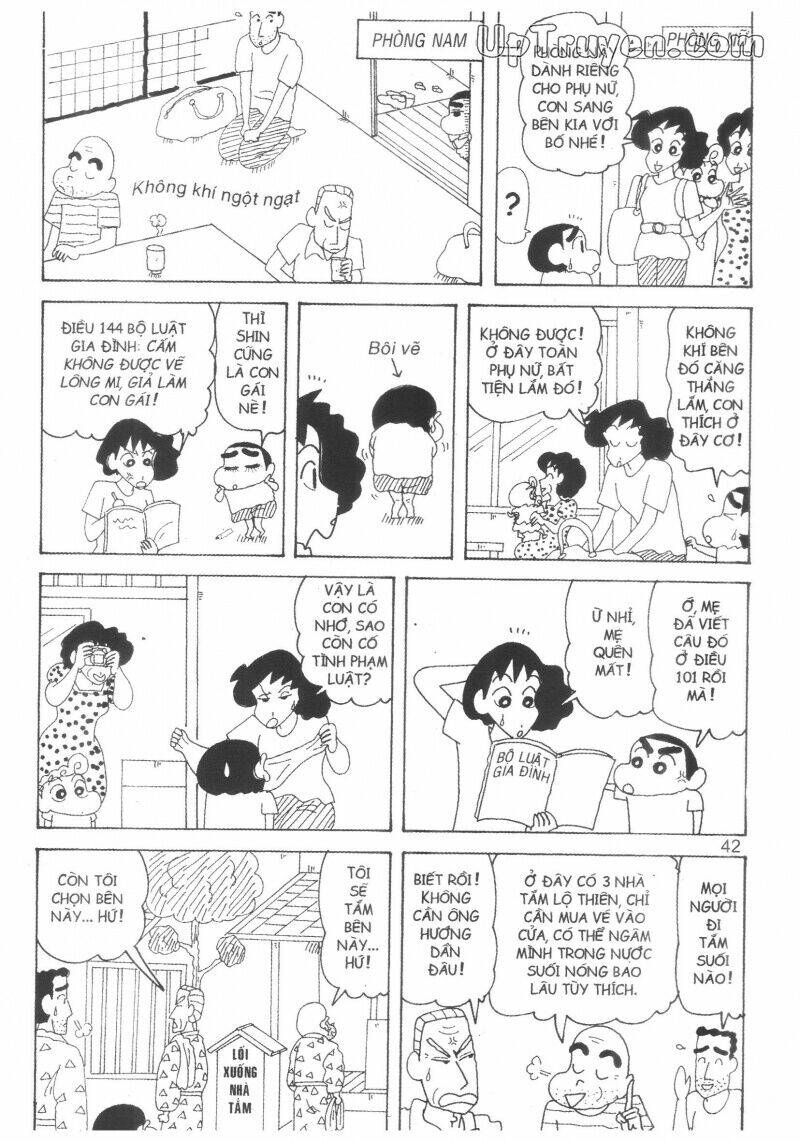 UpTruyen.com
PHÒNG NỮ
PHÒNG NÀY
DÀNH RIÊNG
CHO PHỤ NỮ,
CON SANG
BÊN KIA VỚI
BỐ NHÉ!
?
PHÒNG NAM
Không khí ngột ngạt
KHÔNG
KHÍ BÊN
ĐÓ CĂNG
THẲNG
LẮM, CON
THÍCH Ở
ĐÂY CƠ!
KHÔNG ĐƯỢC!
Ở ĐÂY TOÀN
PHỤ NỮ, BẤT
TIỆN LẮM ĐÓ!
Bôi vẽ
THÌ
SHIN
CŨNG
LÀ CON
GÁI
NÈ!
ĐIỀU 144 BỘ LUẬT
GIA ĐÌNH: CẤM
KHÔNG ĐƯỢC VẼ
LÔNG MI, GIẢ LÀM
CON GÁI!
Ớ, MẸ
ĐÃ VIẾT
CÂU ĐÓ
Ở ĐIỀU
101 RỒI
MÀ!
Ừ NHỈ,
MẸ
QUÊN
MẤT!
BỘ LUẬT
GIA ĐÌNH
VẬY LÀ
CON CÓ
NHỚ, SAO
CÒN CỐ
TÌNH PHẠM
LUẬT?
42
MỌI
NGƯỜI
ĐI
TẮM
SUỐI
NÀO!
Ở ĐÂY CÓ 3 NHÀ
TẮM LỘ THIÊN, CHỈ
CẦN MUA VÉ VÀO
CỬA, CÓ THỂ NGÂM
MÌNH TRONG NƯỚC
SUỐI NÓNG BAO
LÂU TÙY THÍCH.
BIẾT RỒI!
KHÔNG
CẦN ÔNG
HƯỚNG
DẪN
ĐÂU!
TÔI
SẼ
TẮM
BÊN
NÀY...
HỨ!
CÒN TÔI
CHỌN BÊN
NÀY... HỨ!
LỐI
XUỐNG
NHÀ
TẮM